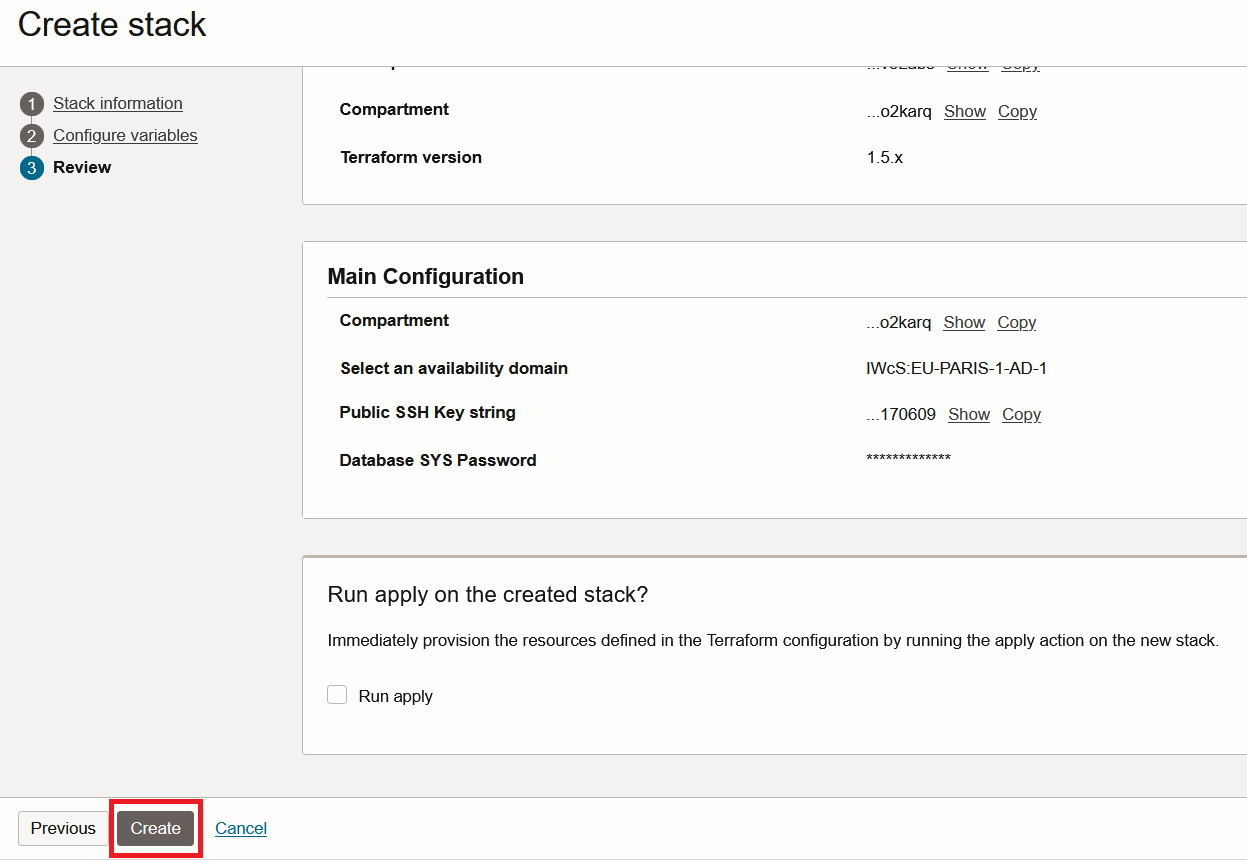 Create stack
1 Stack information
2 Configure variables
3 Review
Show Copy
Compartment ...o2karq Show Copy
Terraform version 1.5.x
Main Configuration
Compartment ...o2karq Show Copy
Select an availability domain IWcS:EU-PARIS-1-AD-1
Public SSH Key string ...170609 Show Copy
Database SYS Password *************
Run apply on the created stack?
Immediately provision the resources defined in the Terraform configuration by running the apply action on the new stack.
Run apply
Previous Create Cancel